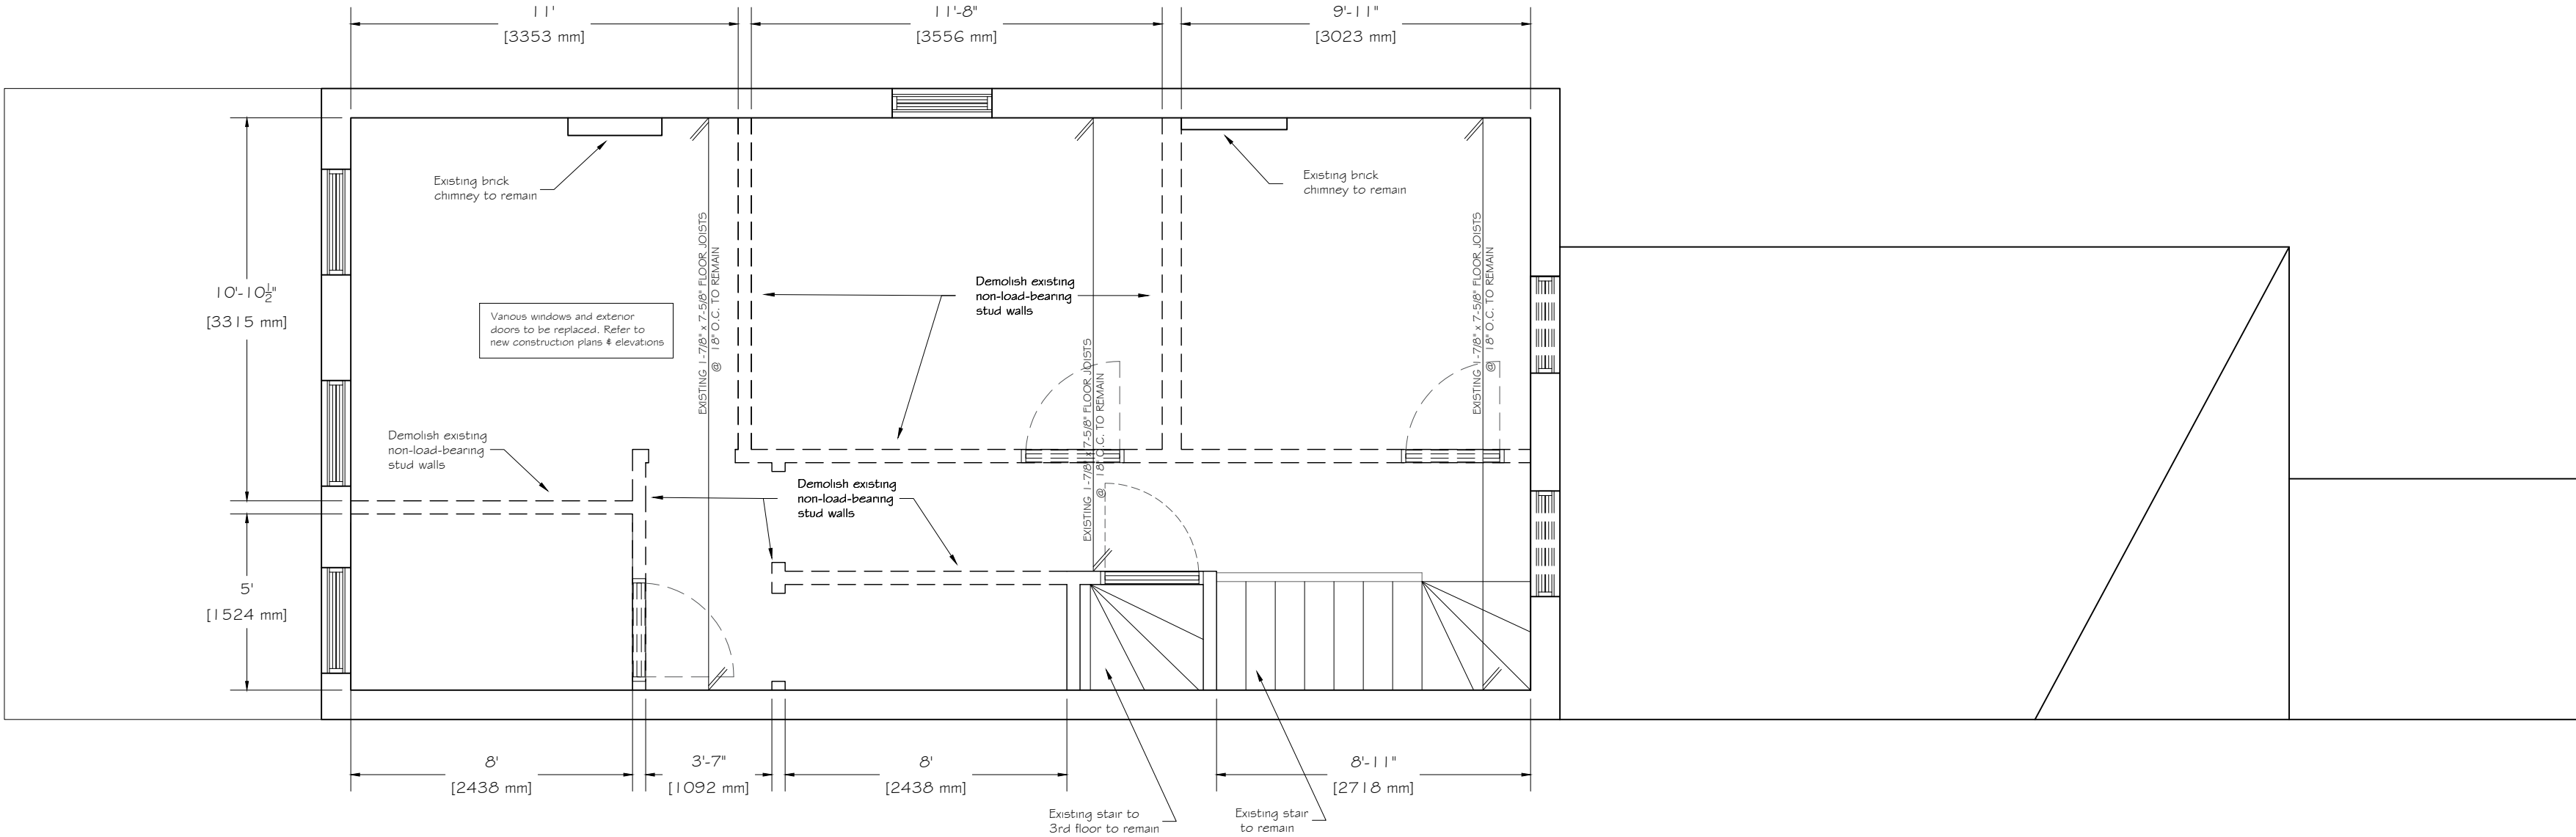 11'
[3353 mm]
11'-8"
[3556 mm]
9'-11"
[3023 mm]
Existing brick
chimney to remain
Existing brick
chimney to remain
10'-10½"
[3315 mm]
5'
[1524 mm]
Various windows and exterior
doors to be replaced. Refer to
new construction plans & elevations
EXISTING 1-7/8" x 7-5/8" FLOOR JOISTS
@ 18" O.C. TO REMAIN
Demolish existing
non-load-bearing
stud walls
EXISTING 1-7/8" x 7-5/8" FLOOR JOISTS
@ 18" O.C. TO REMAIN
EXISTING 1-7/8" x 7-5/8" FLOOR JOISTS
@ 18" O.C. TO REMAIN
Demolish existing
non-load-bearing
stud walls
Demolish existing
non-load-bearing
stud walls
8'
[2438 mm]
3'-7"
[1092 mm]
8'
[2438 mm]
8'-11"
[2718 mm]
Existing stair to
3rd floor to remain
Existing stair
to remain